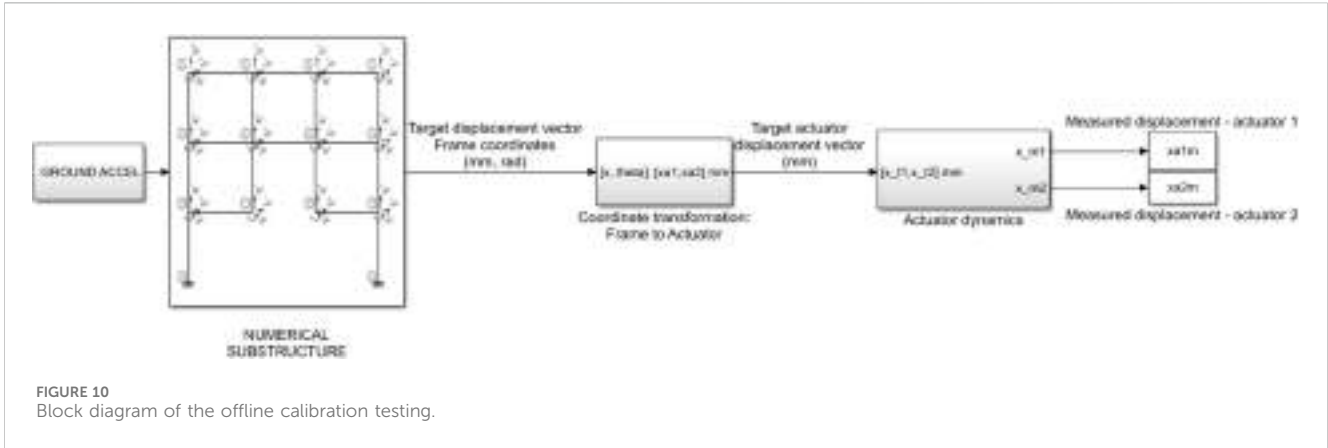 GROUND ACCEL
NUMERICAL
SUBSTRUCTURE
Target displacement vector
Frame coordinates
(mm, rad)
[x, theta] [xa1,xa2] mm
Coordinate transformation:
Frame to Actuator
Target actuator
displacement vector
(mm)
[x_t1,x_t2] mm
x_m1
x_m2
Actuator dynamics
Measured displacement - actuator 1
xa1m
xa2m
Measured displacement - actuator 2
FIGURE 10
Block diagram of the offline calibration testing.